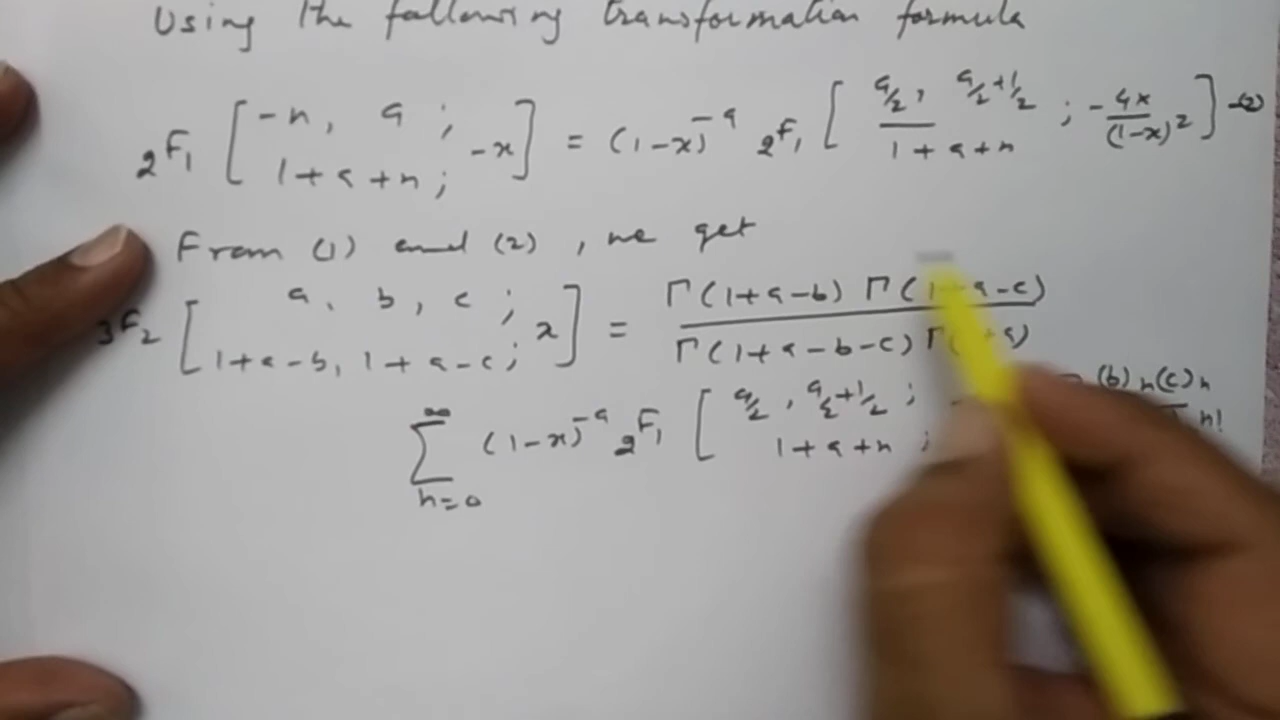 Using the following transformation formula
₂F₁ [ -n, a ; 1+a+n ; -x ] = (1-x)^-a ₂F₁ [ a/2, a/2+1/2 ; 1+a+n ; -4x/(1-x)² ] -(2)
From (1) and (2), we get
₃F₂ [ a, b, c ; 1+a-b, 1+a-c ; x ] = Γ(1+a-b) Γ(1+a-c) / Γ(1+a-b-c) Γ(1+a)
∑ n=0 ∞ (1-x)^-a ₂F₁ [ a/2, a/2+1/2 ; 1+a+n ; (b)n(c)n n!